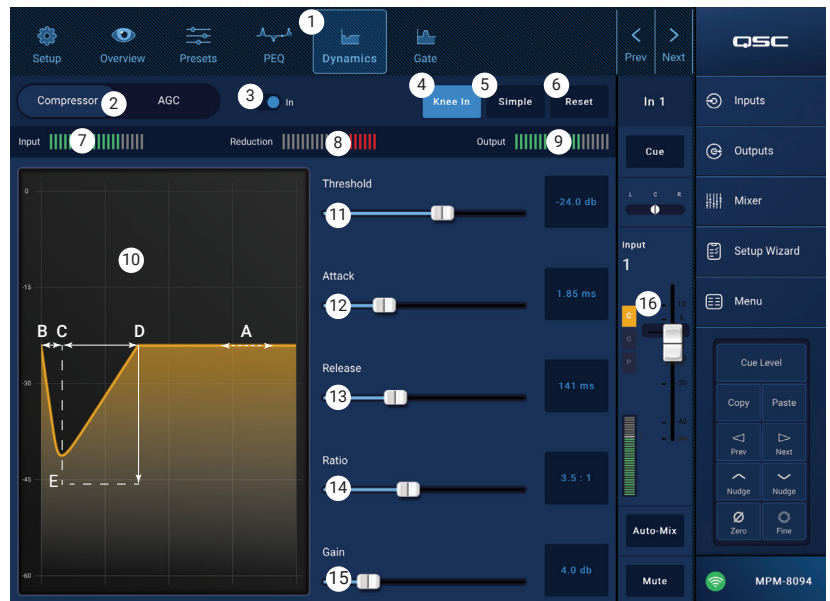 1
Setup
Overview
Presets
PEQ
Dynamics
Gate
Prev
Next
QSC
Compressor
2
AGC
3
In
4
Knee In
5
Simple
6
Reset
In 1
Inputs
Input
7
Reduction
8
Output
9
Cue
Outputs
0
-15
-30
-45
-60
10
B
C
D
A
E
Threshold
11
-24.0 db
Attack
12
1.85 ms
Release
13
141 ms
Ratio
14
3.5 : 1
Gain
15
4.0 db
L
C
R
Input
1
16
10
C
G
P
-40
Auto-Mix
Mute
Mixer
Setup Wizard
Menu
Cue Level
Copy
Paste
Prev
Next
Nudge
Nudge
Zero
Fine
MPM-8094